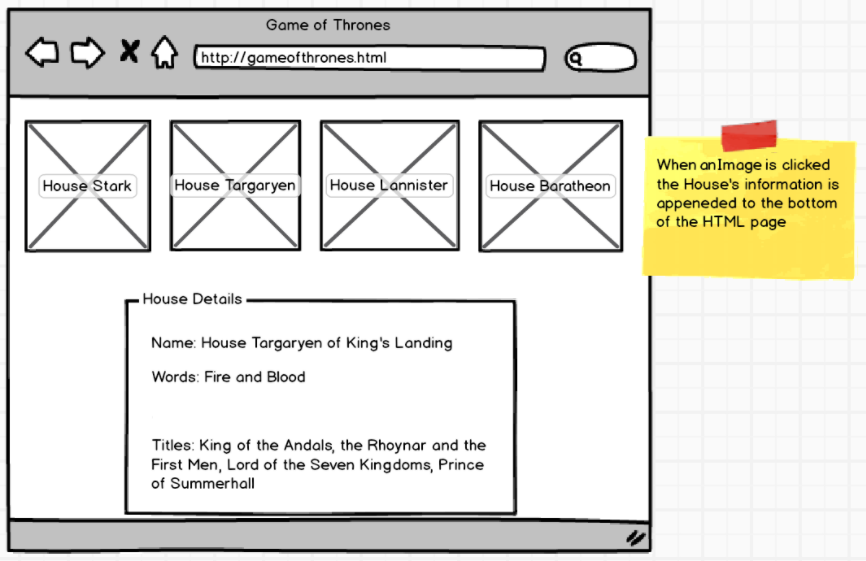 Game of Thrones
http://gameofthrones.html
House Stark
House Targaryen
House Lannister
House Baratheon
When anImage is clicked
the House's information is
appeneded to the bottom
of the HTML page
House Details
Name: House Targaryen of King's Landing
Words: Fire and Blood
Titles: King of the Andals, the Rhoynar and the
First Men, Lord of the Seven Kingdoms, Prince
of Summerhall